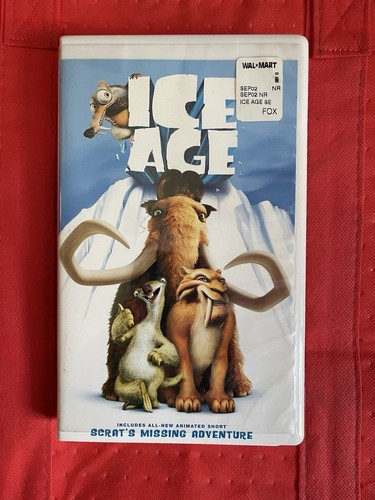 ICE
AGE
WAL★MART
SEP02 NR
SEP02 NR
ICE AGE SE
FOX
INCLUDES ALL-NEW ANIMATED SHORT
SCRAT'S MISSING ADVENTURE